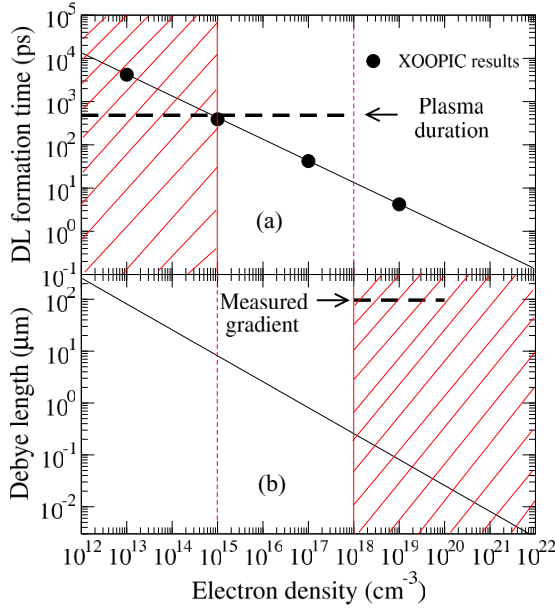 10^5
10^4
10^3
10^2
10^1
10^0
10^-1
DL formation time (ps)
XOOPIC results
Plasma
duration
(a)
10^2
10^1
10^0
10^-1
10^-2
Debye length (μm)
Measured
gradient
(b)
10^12 10^13 10^14 10^15 10^16 10^17 10^18 10^19 10^20 10^21 10^22
Electron density (cm^-3)